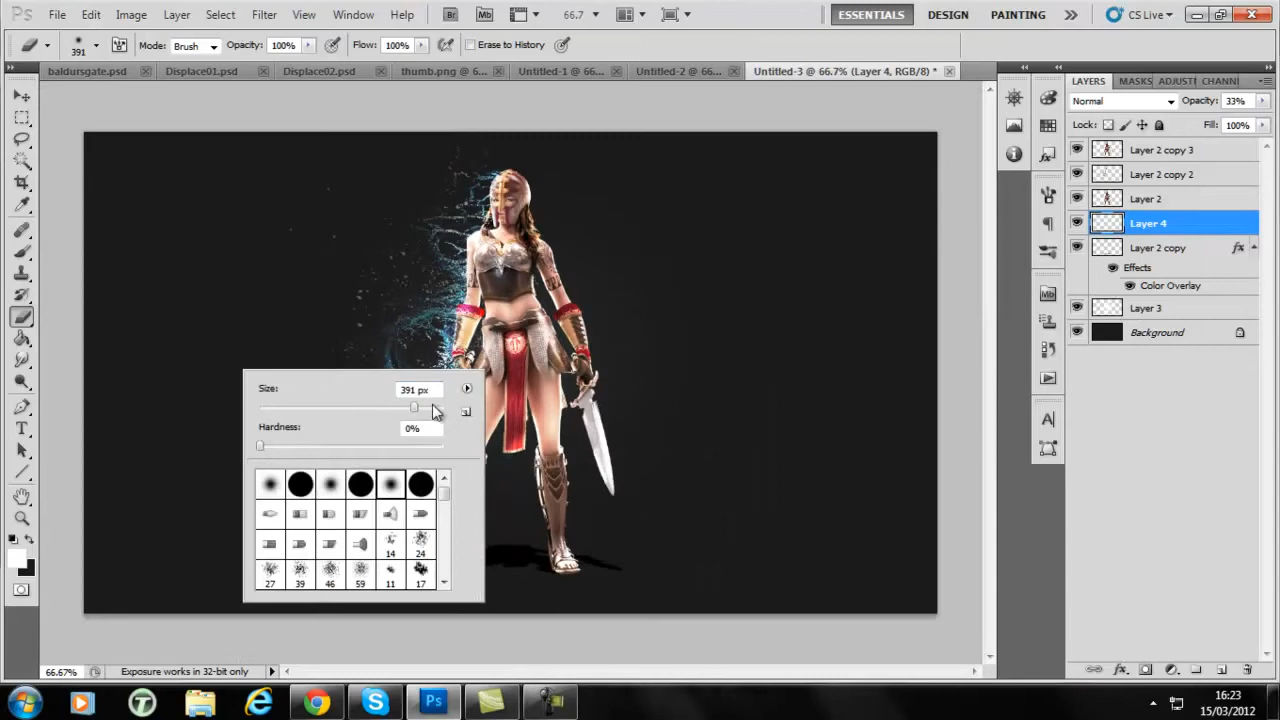 Ps File Edit Image Layer Select Filter View Window Help Br Mb 66.7 ESSENTIALS DESIGN PAINTING CS Live
391 Mode: Brush Opacity: 100% Flow: 100% Erase to History
baldursgate.psd Displace01.psd Displace02.psd thumb.png @ 6... Untitled-1 @ 66.... Untitled-2 @ 66.... Untitled-3 @ 66.7% (Layer 4, RGB/8) *
LAYERS MASKS ADJUSTI CHANNI
Normal Opacity: 33%
Lock: Fill: 100%
Layer 2 copy 3
Layer 2 copy 2
Layer 2
Layer 4
Layer 2 copy fx
Effects
Color Overlay
Layer 3
Background
Mb
Size: 391 px
Hardness: 0%
14 24
27 39 46 59 11 17
66.67% Exposure works in 32-bit only
Ps
16:23
15/03/2012